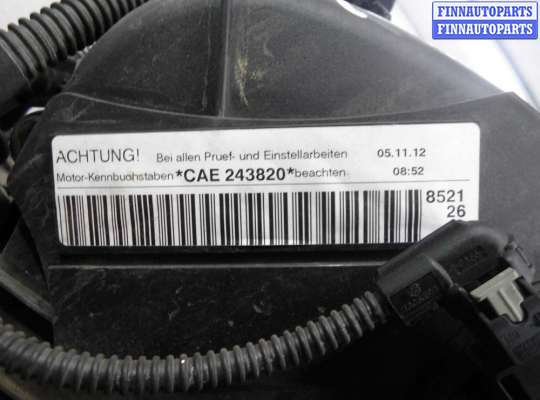 FINNAUTOPARTS
FINNAUTOPARTS
ACHTUNG! Bei allen Pruef- und Einstellarbeiten 05.11.12
Motor-Kennbuchstaben *CAE 243820* beachten 08:52
8521
26